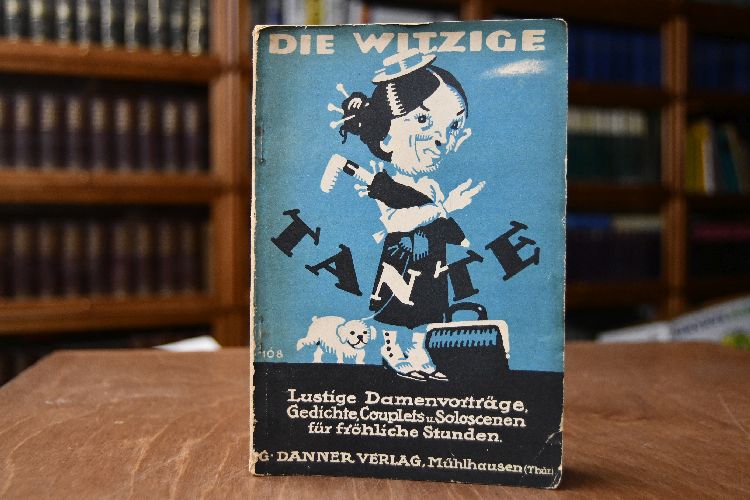 DIE WITZIGE
TANTE
108
Lustige Damenvorträge,
Gedichte, Couplets u. Soloscenen
für fröhliche Stunden.
G. DANNER VERLAG, Mühlhausen (Thür)